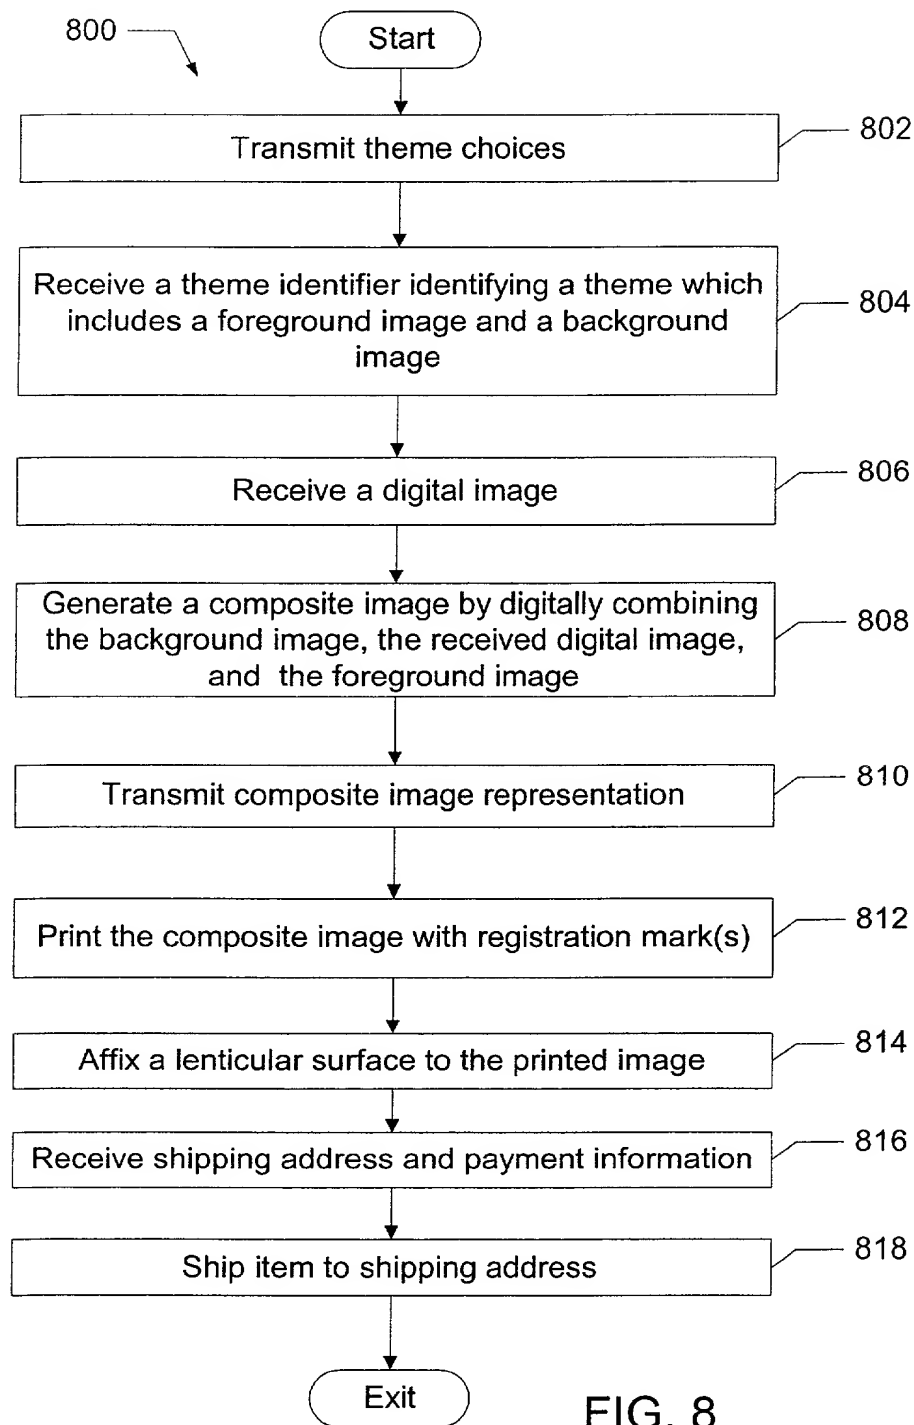 800
Start
Transmit theme choices
802
Receive a theme identifier identifying a theme which
includes a foreground image and a background
image
804
Receive a digital image
806
Generate a composite image by digitally combining
the background image, the received digital image,
and the foreground image
808
Transmit composite image representation
810
Print the composite image with registration mark(s)
812
Affix a lenticular surface to the printed image
814
Receive shipping address and payment information
816
Ship item to shipping address
818
Exit
FIG. 8